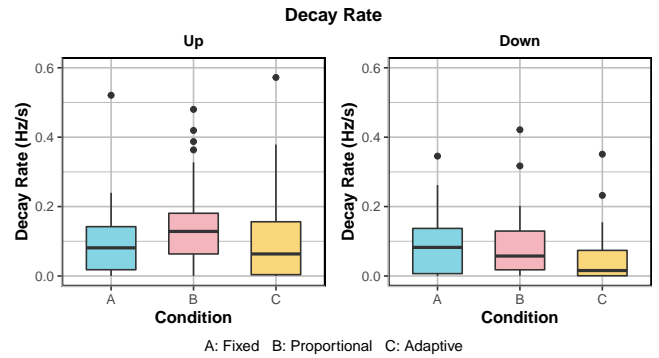 Decay Rate
Up
Down
Decay Rate (Hz/s)
0.6
0.4
0.2
0.0
A B C
Condition
Decay Rate (Hz/s)
0.6
0.4
0.2
0.0
A B C
Condition
A: Fixed B: Proportional C: Adaptive